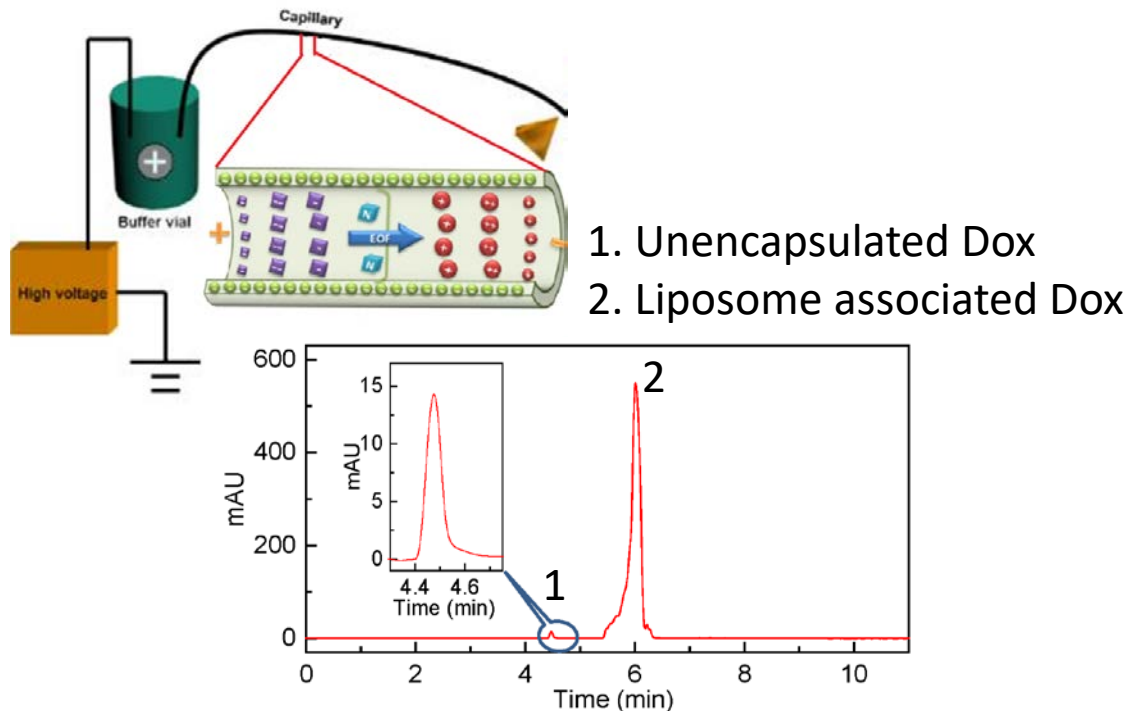 Capillary
+
Buffer vial
High voltage
+
N
EOF
N
1. Unencapsulated Dox
2. Liposome associated Dox
600
400
200
0
mAU
15
10
5
0
mAU
4.4 4.6
Time (min)
1
2
0 2 4 6 8 10
Time (min)